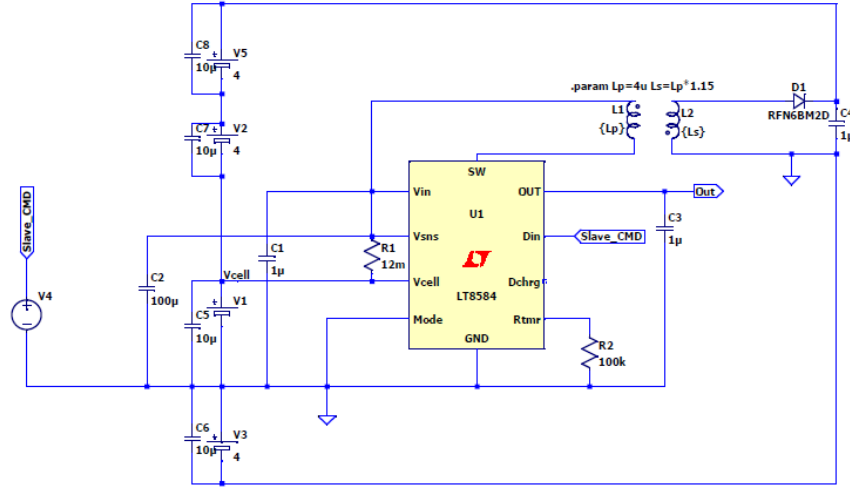 C8
10µ
V5
4
C7
10µ
V2
4
.param Lp=4u Ls=Lp*1.15
L1
{Lp}
L2
{Ls}
D1
RFN6BM2D
C4
1µ
Slave_CMD
V4
C2
100µ
C1
1µ
R1
12m
Vcell
C5
10µ
V1
SW
Vin
OUT
U1
Vsns
Din
Vcell
Dchrg
LT8584
Mode
Rtmr
GND
Out
C3
1µ
Slave_CMD
R2
100k
C6
10µ
V3
4